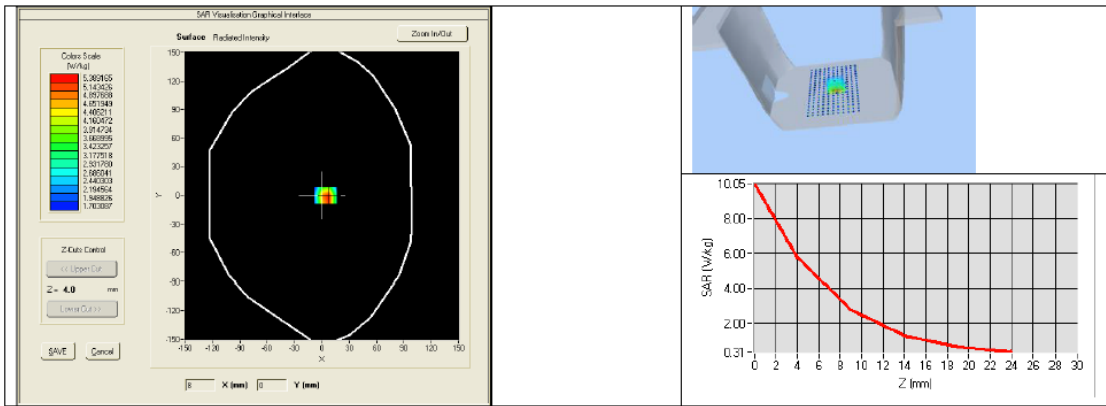 SAR Visualisation Graphical Interface
Surface Radiated Intensity
Zoom In/Out
Colors Scale
(W/kg)
5.389165
5.143426
4.897688
4.651949
4.406211
4.160472
3.914734
3.668995
3.423257
3.177518
2.931780
2.686041
2.440303
2.194564
1.948826
1.703087
Z-Cuts Control
<< Upper Cut
Z = 4.0 mm
Lower Cut >>
SAVE Cancel
150
120
90
60
30
0
-30
-60
-90
-120
-150
Y
-150 -120 -90 -60 -30 0 30 60 90 120 150
X
8 X (mm) 0 Y (mm)
10.05
8.00
6.00
4.00
2.00
0.31
SAR (W/kg)
0 2 4 6 8 10 12 14 16 18 20 22 24 26 28 30
Z (mm)